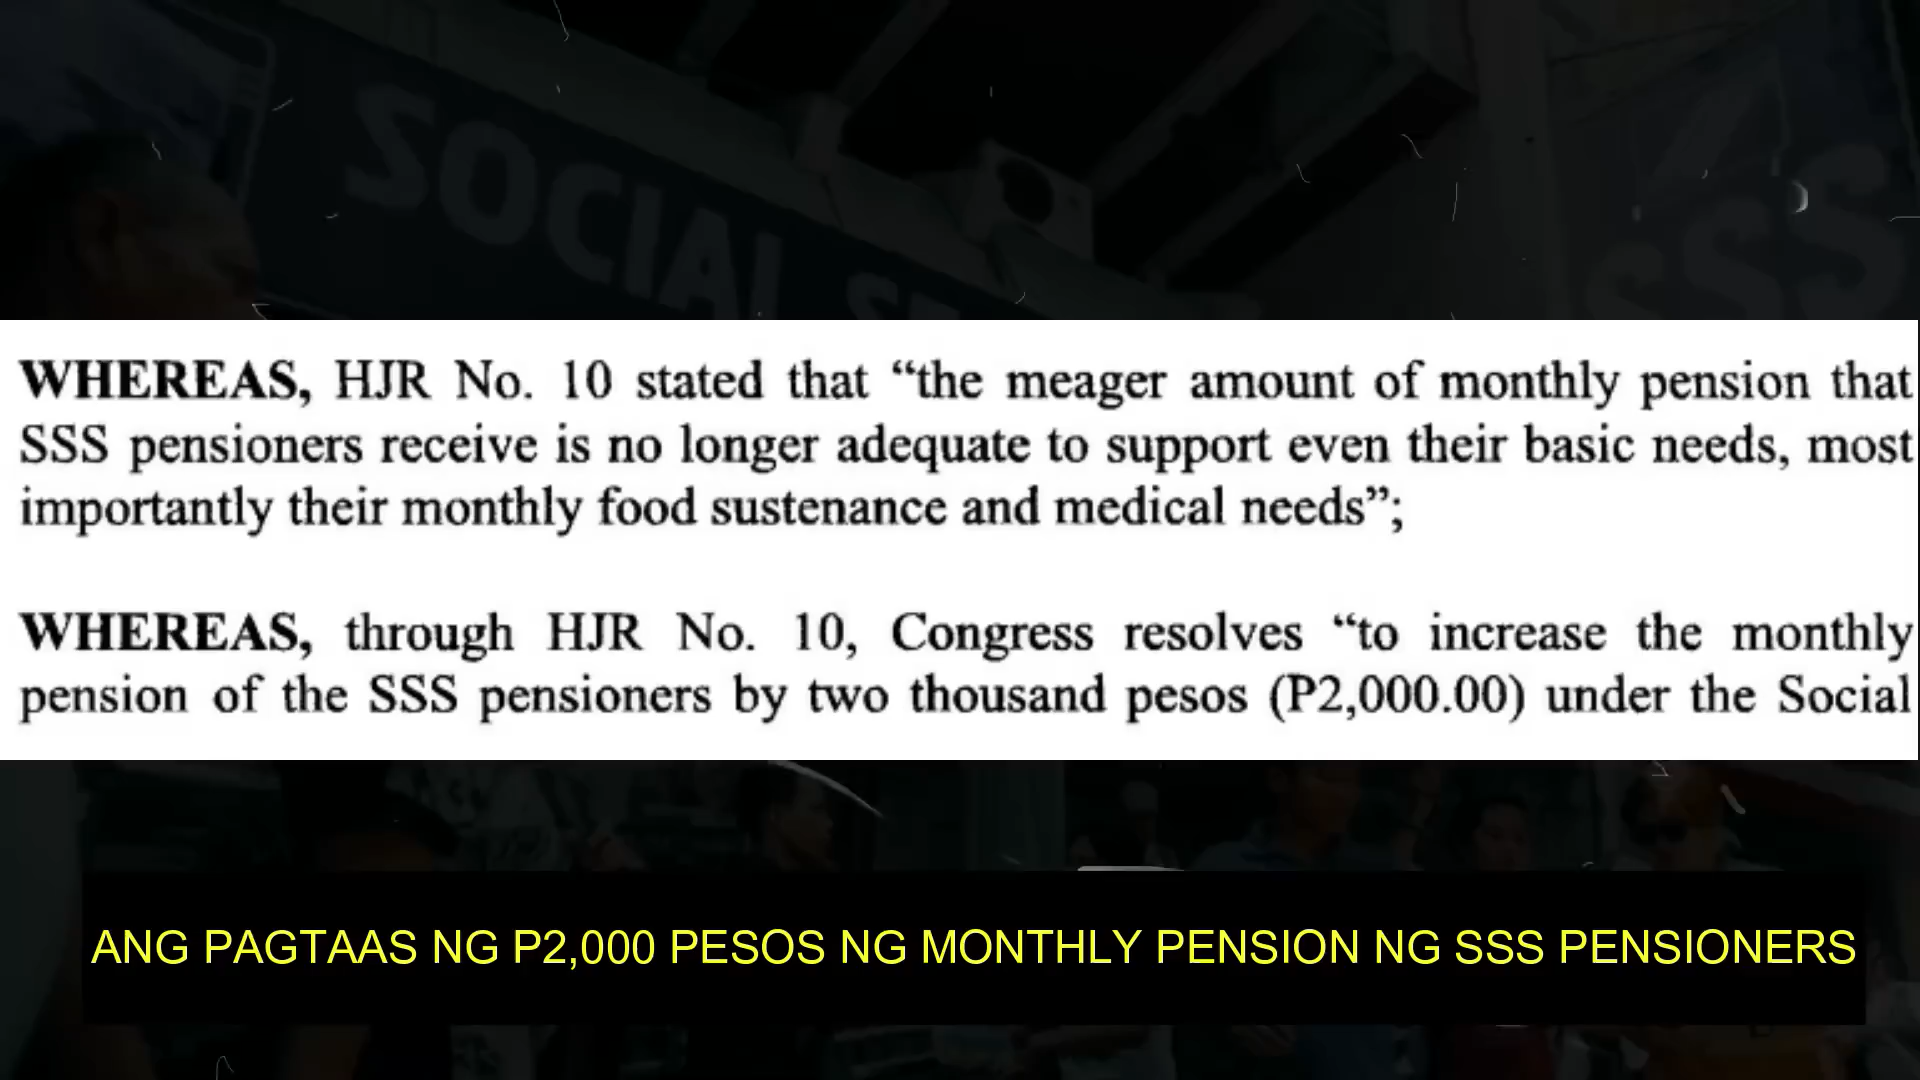 SOCIAL SE
SSS
WHEREAS, HJR No. 10 stated that “the meager amount of monthly pension that
SSS pensioners receive is no longer adequate to support even their basic needs, most
importantly their monthly food sustenance and medical needs”;
WHEREAS, through HJR No. 10, Congress resolves “to increase the monthly
pension of the SSS pensioners by two thousand pesos (P2,000.00) under the Social
ANG PAGTAAS NG P2,000 PESOS NG MONTHLY PENSION NG SSS PENSIONERS